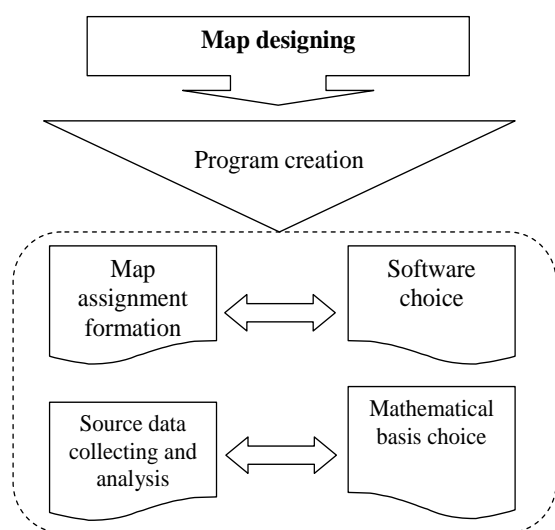 Map designing
Program creation
Map
assignment
formation
Software
choice
Source data
collecting and
analysis
Mathematical
basis choice